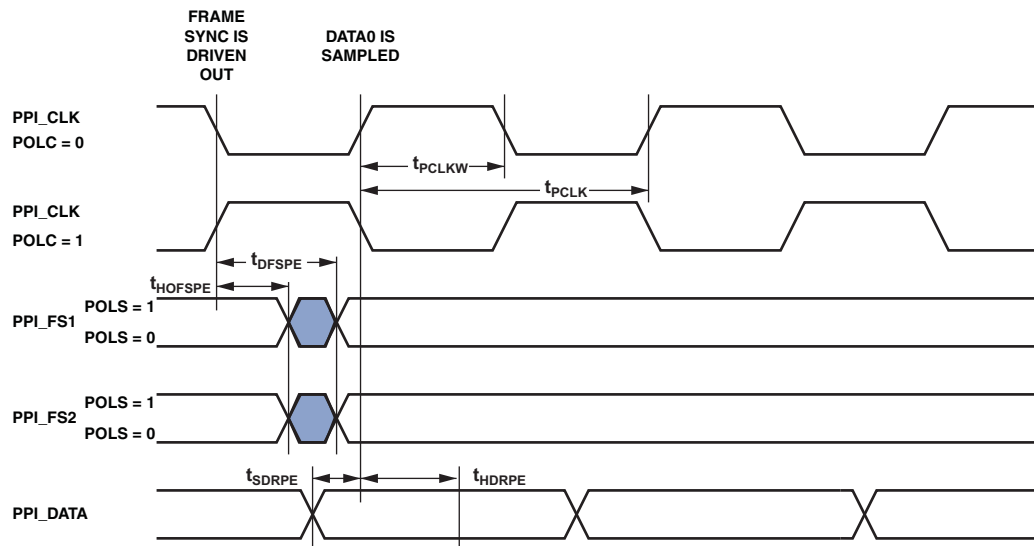 FRAME
SYNC IS
DRIVEN
OUT
DATA0 IS
SAMPLED
PPI_CLK
POLC = 0
tPCLKW
tPCLK
PPI_CLK
POLC = 1
tDFSPE
tHOFSPE
POLS = 1
PPI_FS1
POLS = 0
POLS = 1
PPI_FS2
POLS = 0
tSDRPE
tHDRPE
PPI_DATA